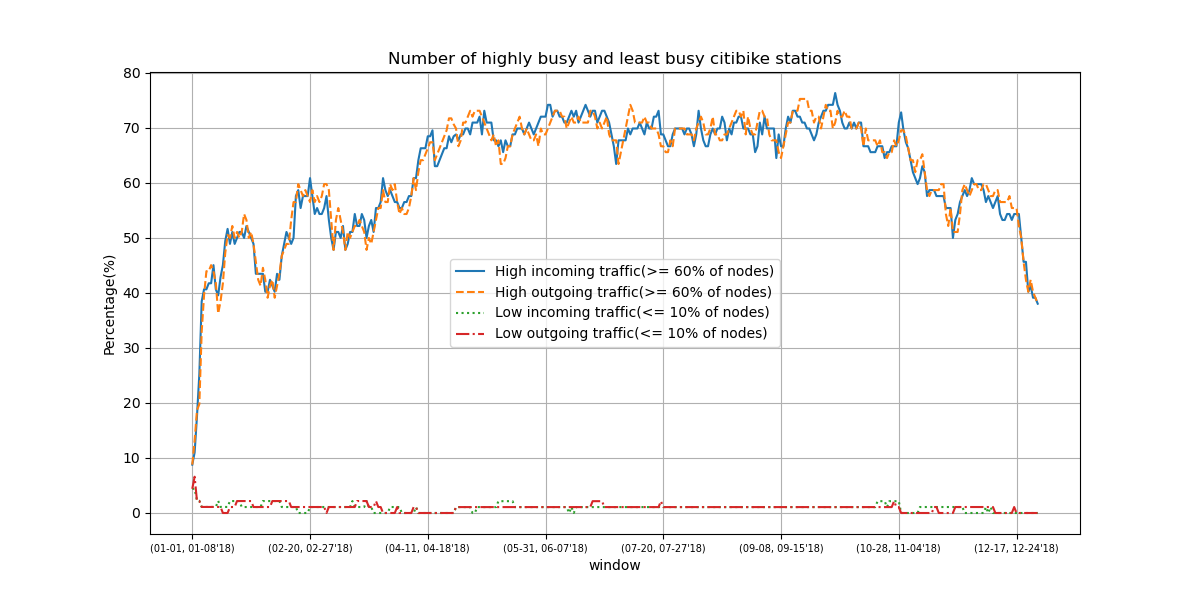 Number of highly busy and least busy citibike stations
80
70
60
50
40
30
20
10
0
Percentage(%)
High incoming traffic(>= 60% of nodes)
High outgoing traffic(>= 60% of nodes)
Low incoming traffic(<= 10% of nodes)
Low outgoing traffic(<= 10% of nodes)
(01-01, 01-08'18) (02-20, 02-27'18) (04-11, 04-18'18) (05-31, 06-07'18) (07-20, 07-27'18) (09-08, 09-15'18) (10-28, 11-04'18) (12-17, 12-24'18)
window